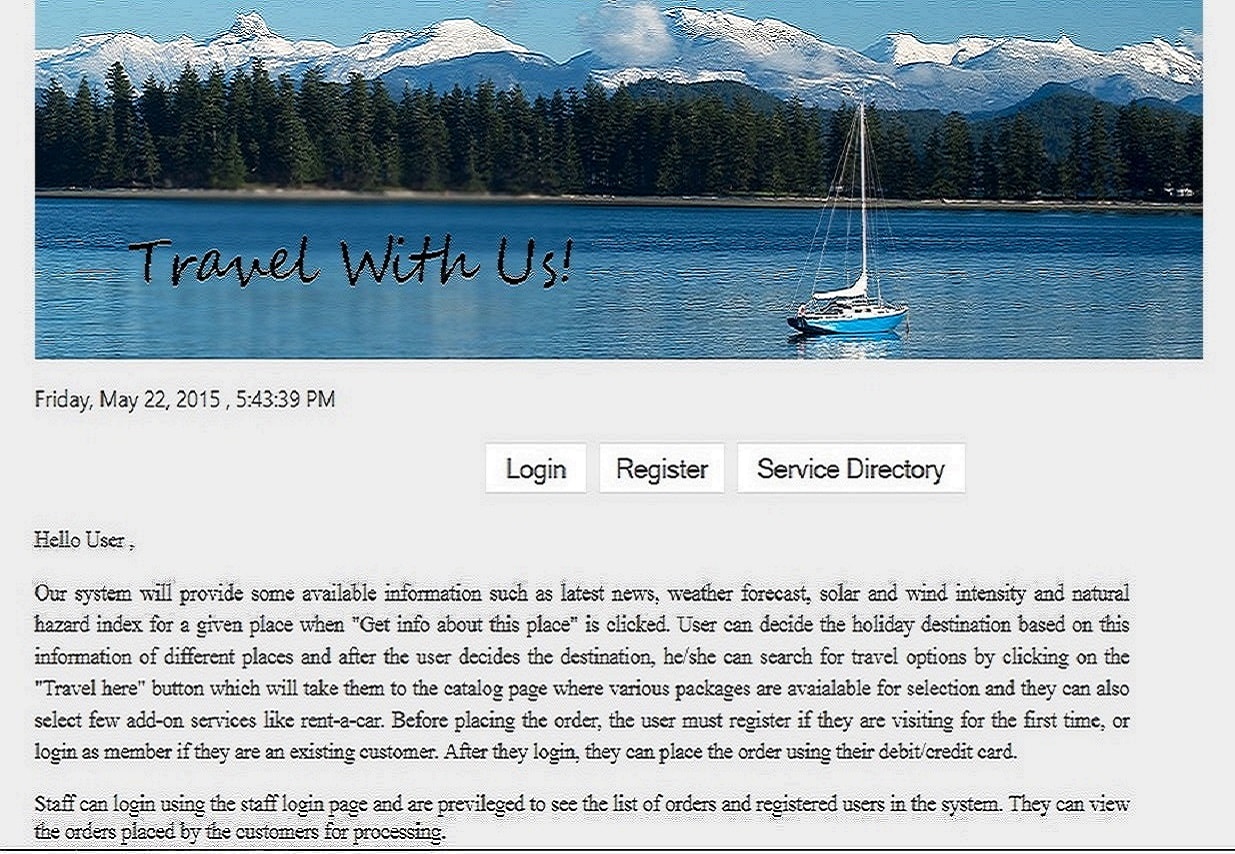 Travel With Us!
Friday, May 22, 2015 , 5:43:39 PM
Login Register Service Directory
Hello User ,
Our system will provide some available information such as latest news, weather forecast, solar and wind intensity and natural
hazard index for a given place when "Get info about this place" is clicked. User can decide the holiday destination based on this
information of different places and after the user decides the destination, he/she can search for travel options by clicking on the
"Travel here" button which will take them to the catalog page where various packages are avaialable for selection and they can also
select few add-on services like rent-a-car. Before placing the order, the user must register if they are visiting for the first time, or
login as member if they are an existing customer. After they login, they can place the order using their debit/credit card.
Staff can login using the staff login page and are previleged to see the list of orders and registered users in the system. They can view
the orders placed by the customers for processing.